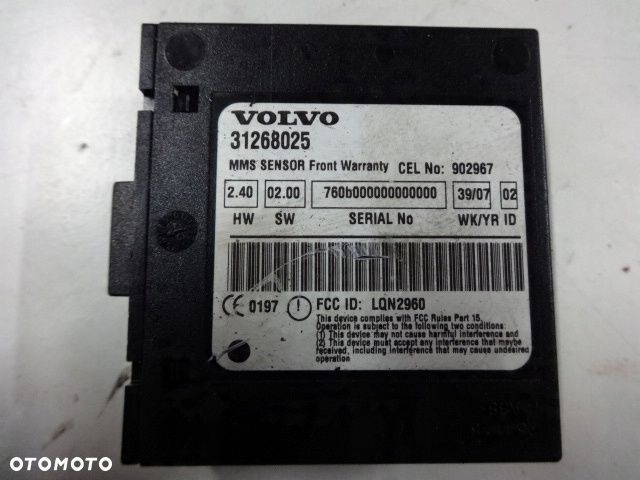 VOLVO
31268025
MMS SENSOR Front Warranty CEL No: 902967
2.40 02.00 760b000000000000 39/07 02
HW SW SERIAL No WK/YR ID
CE 0197 ! FCC ID: LQN2960
This device complies with FCC Rules Part 15.
Operation is subject to the following two conditions:
(1) This device may not cause harmful interference and
(2) This device must accept any interference that may be
received, including interference that may cause undesired
operation
OTOMOTO